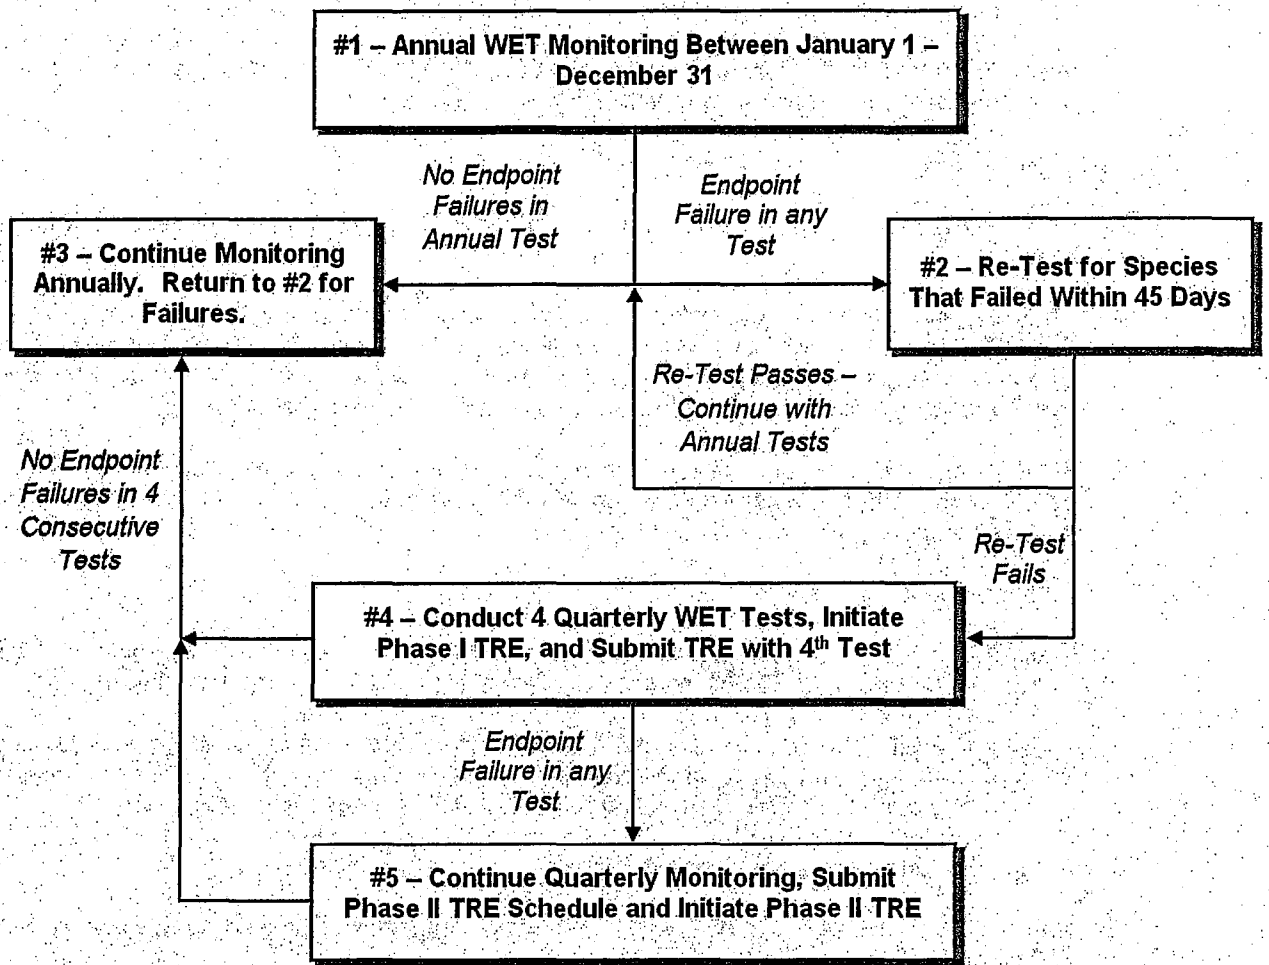 #1 – Annual WET Monitoring Between January 1 –
December 31
No Endpoint
Failures in
Annual Test
Endpoint
Failure in any
Test
#3 – Continue Monitoring
Annually. Return to #2 for
Failures.
#2 – Re-Test for Species
That Failed Within 45 Days
Re-Test Passes –
Continue with
Annual Tests
No Endpoint
Failures in 4
Consecutive
Tests
Re-Test
Fails
#4 – Conduct 4 Quarterly WET Tests, Initiate
Phase I TRE, and Submit TRE with 4th Test
Endpoint
Failure in any
Test
#5 – Continue Quarterly Monitoring, Submit
Phase II TRE Schedule and Initiate Phase II TRE